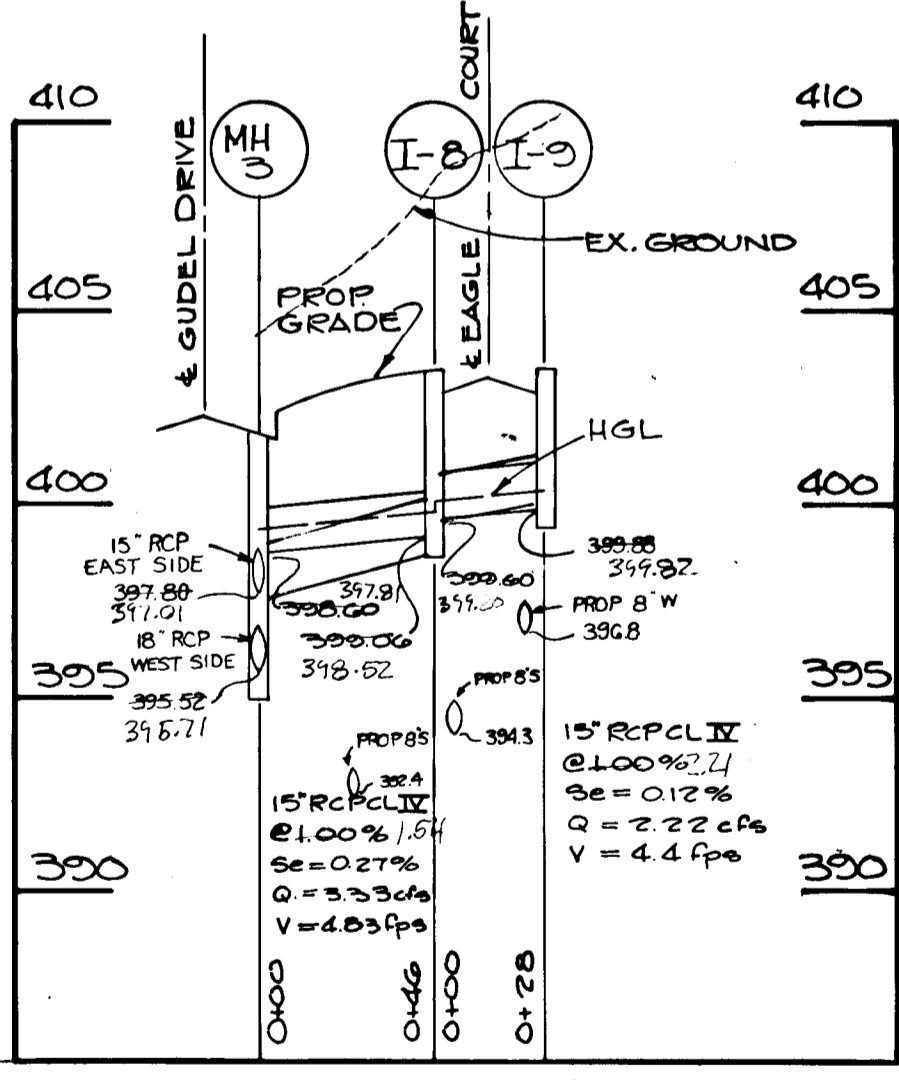 410
410
℄ GUDEL DRIVE
MH
3
I-8
℄ EAGLE COURT
I-9
EX. GROUND
405
405
PROP.
GRADE
HGL
400
400
15" RCP
EAST SIDE
397.80
397.01
18" RCP
WEST SIDE
395.52
398.60
397.81
399.06
398.52
399.60
399.88
399.82
PROP 8" W
396.8
395
395
PROP 8"S
394.3
PROP 8"S
392.4
15" RCP CL IV
@ 1.00%
Se = 0.27%
Q = 3.33 cfs
V = 4.83 fps
15" RCP CL IV
@ 1.00% 2.21
Se = 0.12%
Q = 2.22 cfs
V = 4.4 fps
390
390
0+00
0+46
0+00
0+28